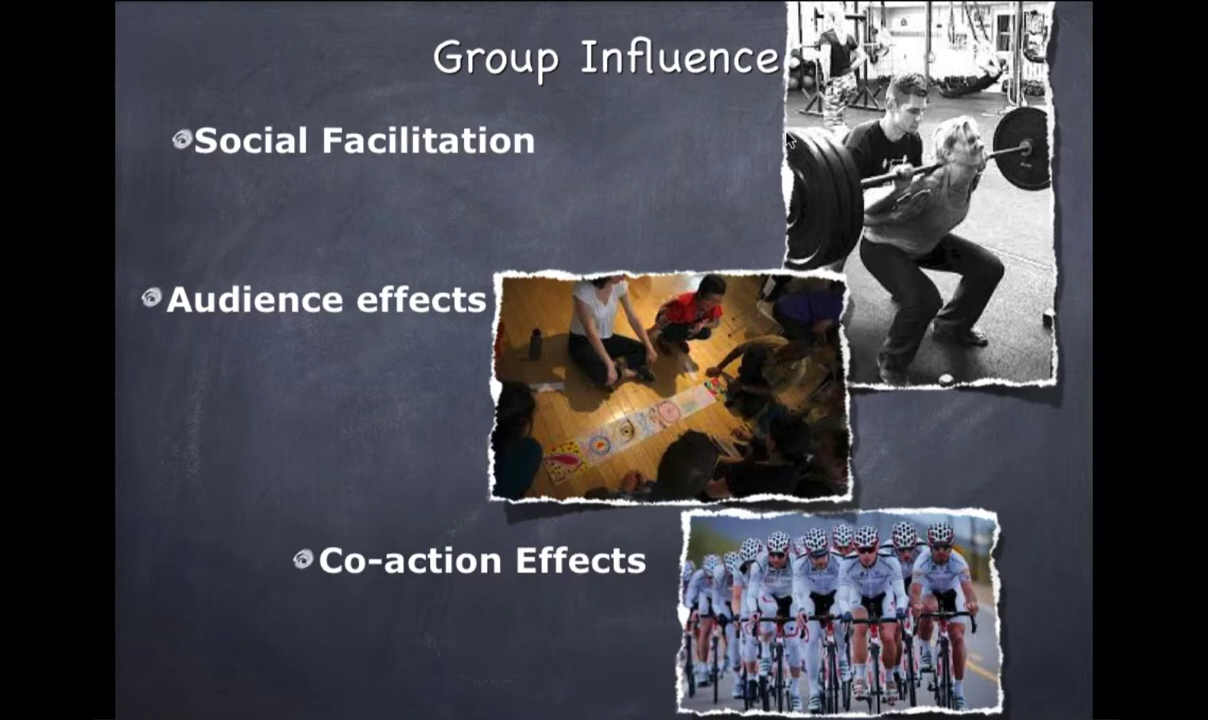 Group Influence
Social Facilitation
Audience effects
Co-action Effects